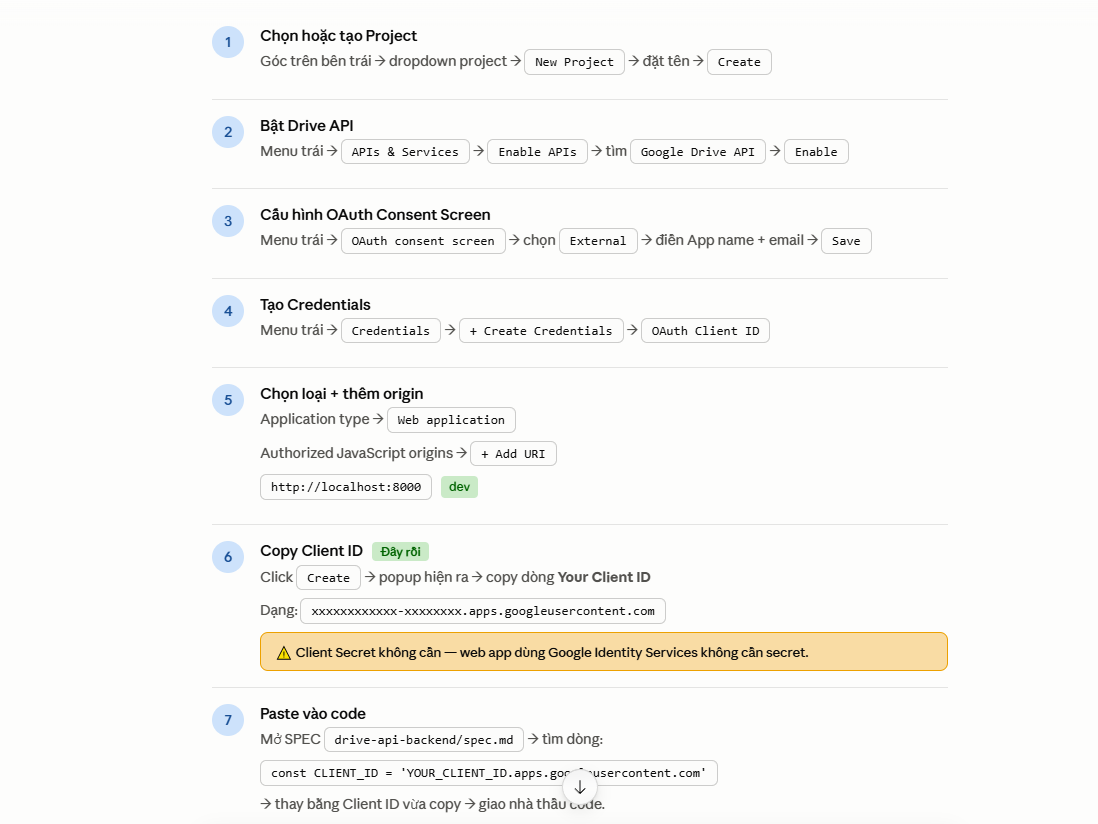 1
Chọn hoặc tạo Project
Góc trên bên trái → dropdown project → New Project → đặt tên → Create
2
Bật Drive API
Menu trái → APIs & Services → Enable APIs → tìm Google Drive API → Enable
3
Cấu hình OAuth Consent Screen
Menu trái → OAuth consent screen → chọn External → điền App name + email → Save
4
Tạo Credentials
Menu trái → Credentials → + Create Credentials → OAuth Client ID
5
Chọn loại + thêm origin
Application type → Web application
Authorized JavaScript origins → + Add URI
http://localhost:8000 dev
6
Copy Client ID Đây rồi
Click Create → popup hiện ra → copy dòng Your Client ID
Dạng: xxxxxxxxxxxx-xxxxxxxx.apps.googleusercontent.com
⚠ Client Secret không cần — web app dùng Google Identity Services không cần secret.
7
Paste vào code
Mở SPEC drive-api-backend/spec.md → tìm dòng:
const CLIENT_ID = 'YOUR_CLIENT_ID.apps.googleusercontent.com'
→ thay bằng Client ID vừa copy → giao nhà thầu code.